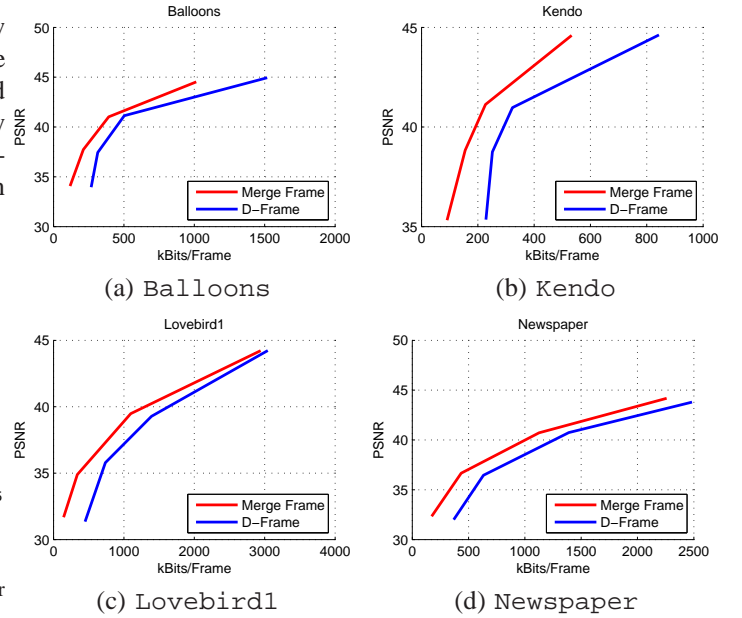 Balloons
50
45
40
35
30
PSNR
0 500 1000 1500 2000
kBits/Frame
Merge Frame
D−Frame
(a) Balloons
Kendo
45
40
35
PSNR
0 200 400 600 800 1000
kBits/Frame
Merge Frame
D−Frame
(b) Kendo
Lovebird1
45
40
35
30
PSNR
0 1000 2000 3000 4000
kBits/Frame
Merge Frame
D−Frame
(c) Lovebird1
Newspaper
50
45
40
35
30
PSNR
0 500 1000 1500 2000 2500
kBits/Frame
Merge Frame
D−Frame
(d) Newspaper